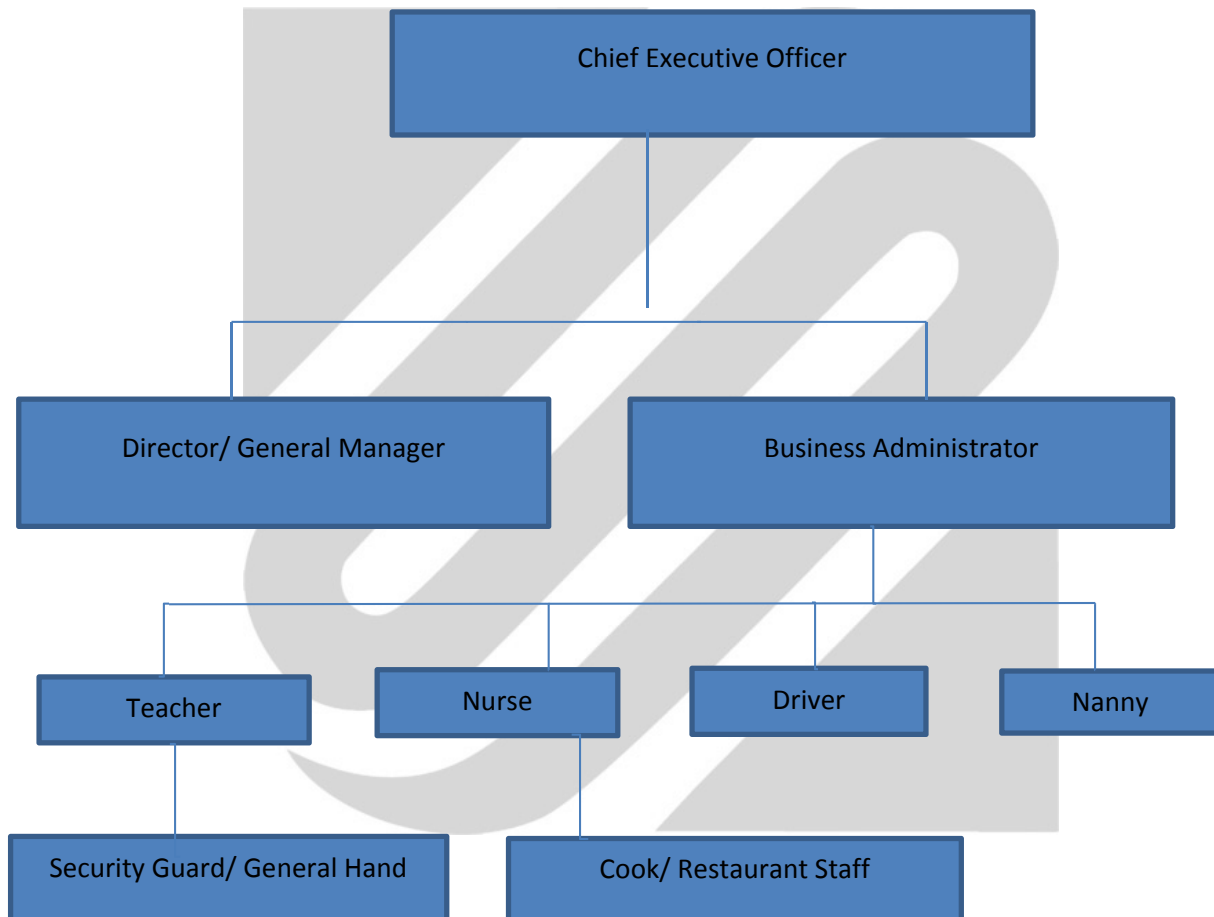 Chief Executive Officer
Director/ General Manager
Business Administrator
Teacher
Nurse
Driver
Nanny
Security Guard/ General Hand
Cook/ Restaurant Staff